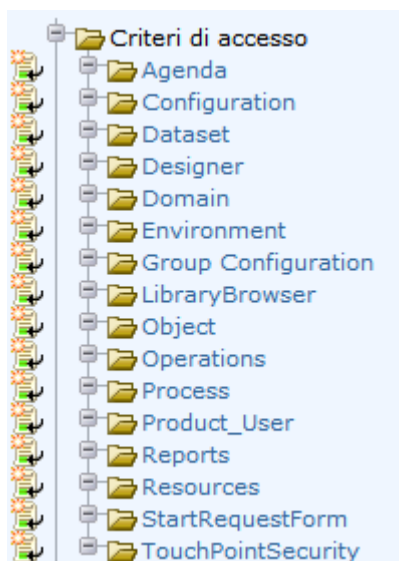 Criteri di accesso
Agenda
Configuration
Dataset
Designer
Domain
Environment
Group Configuration
LibraryBrowser
Object
Operations
Process
Product_User
Reports
Resources
StartRequestForm
TouchPointSecurity